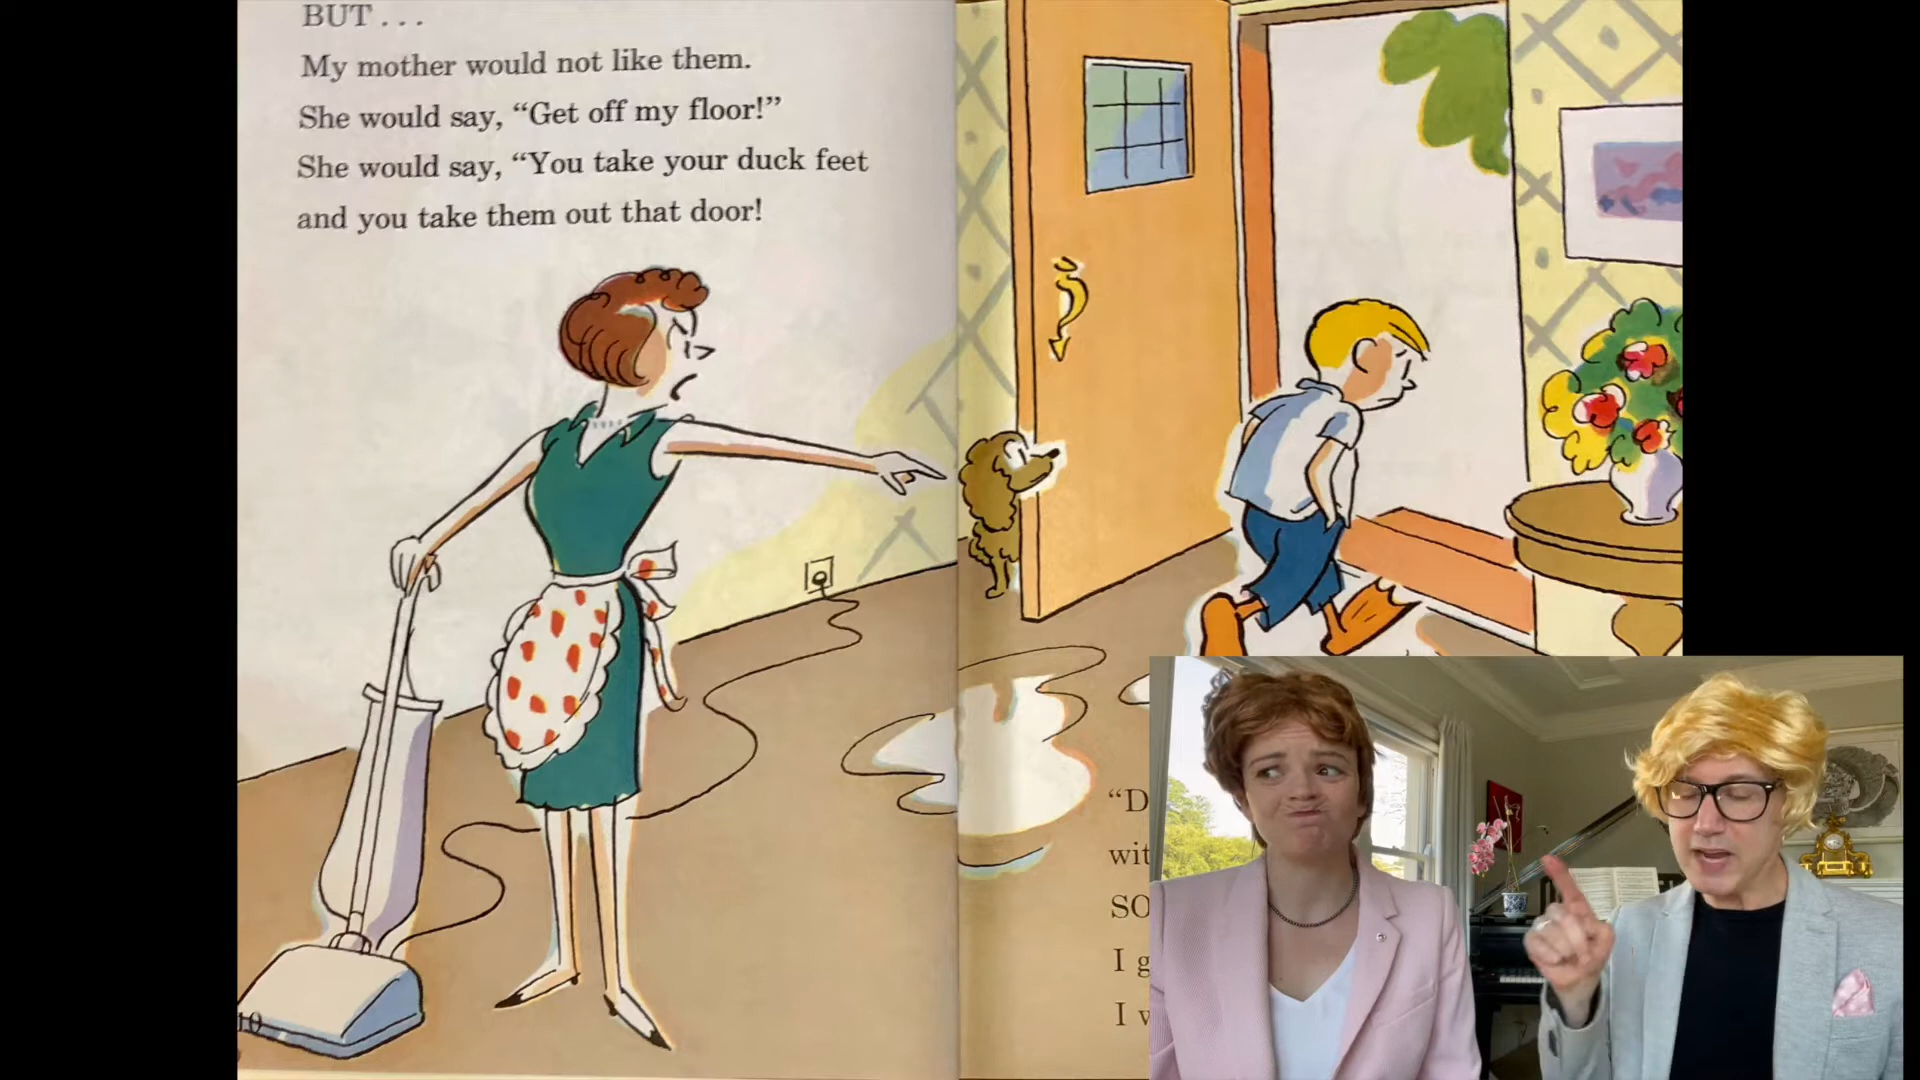 BUT . . .
My mother would not like them.
She would say, “Get off my floor!”
She would say, “You take your duck feet
and you take them out that door!
10
“D
wit
SO
I g
I w